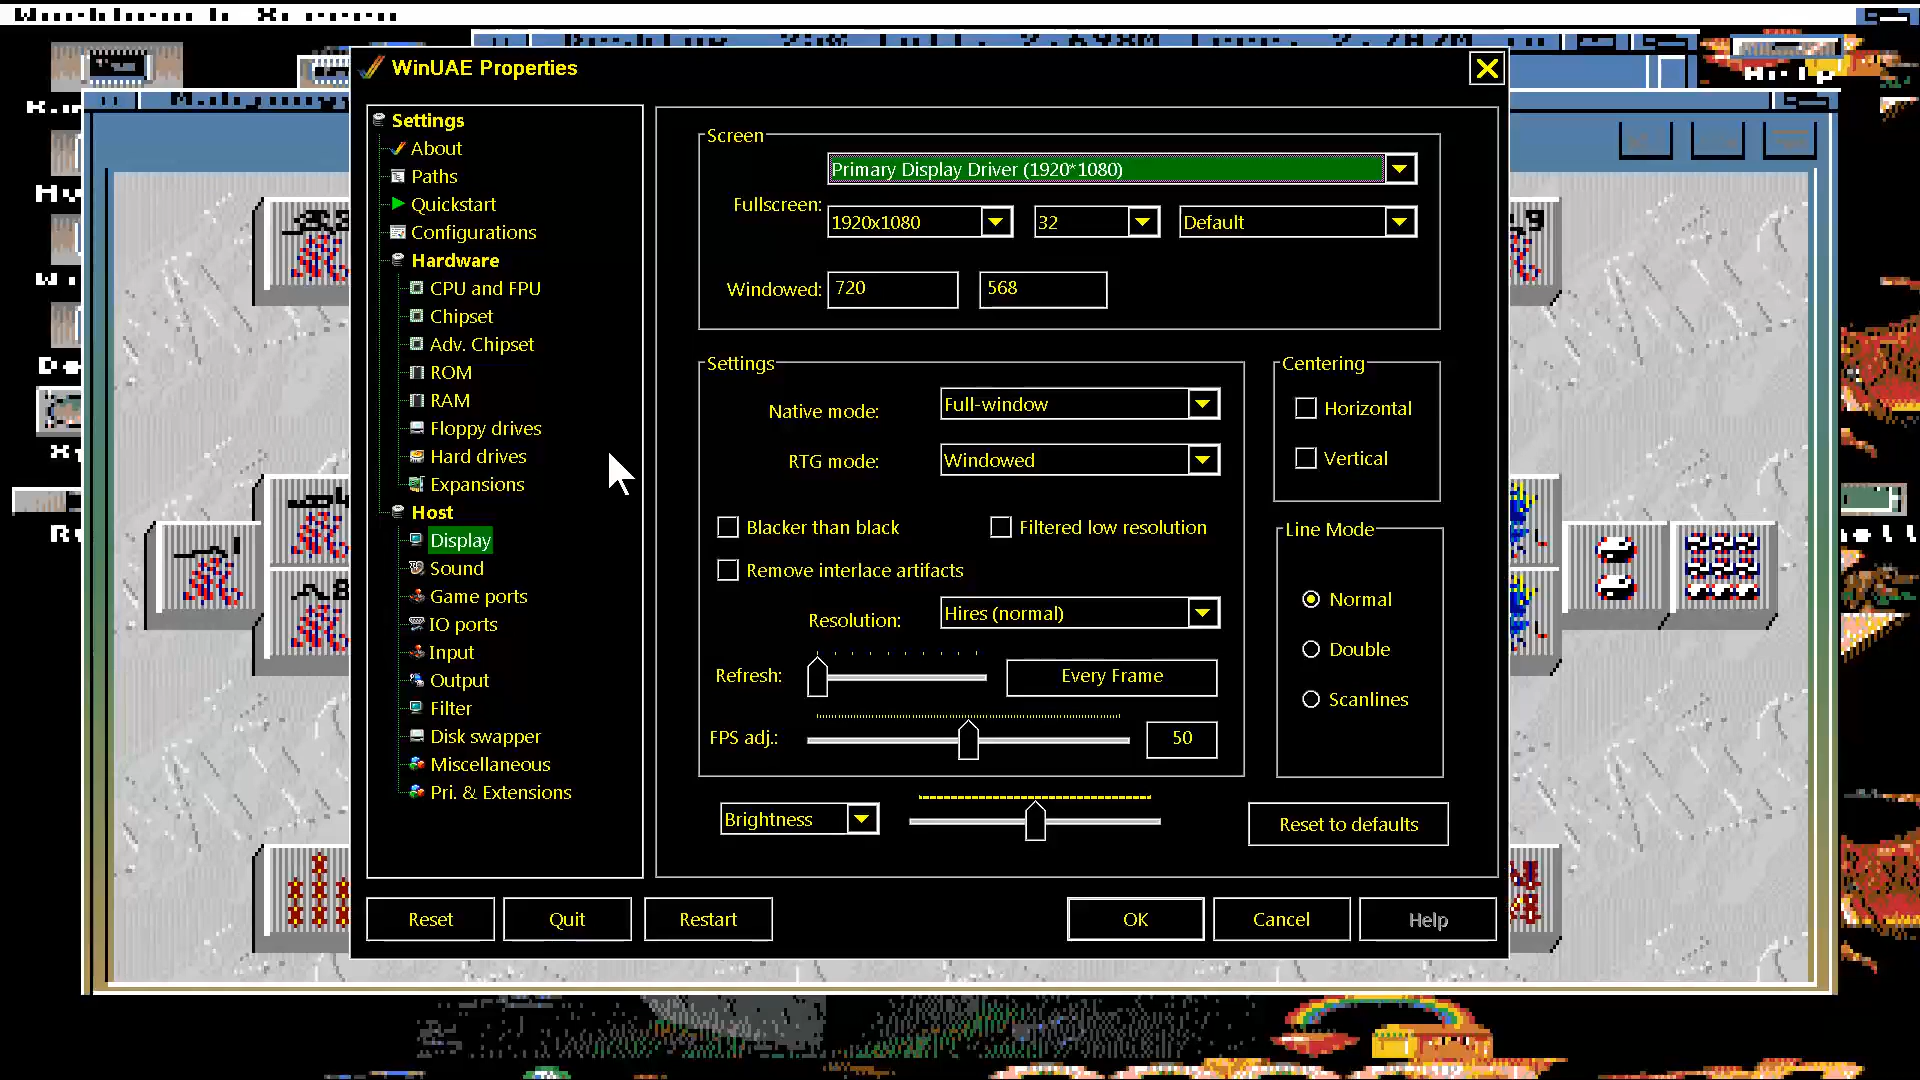 WinUAE Properties
Settings
About
Paths
Quickstart
Configurations
Hardware
CPU and FPU
Chipset
Adv. Chipset
ROM
RAM
Floppy drives
Hard drives
Expansions
Host
Display
Sound
Game ports
IO ports
Input
Output
Filter
Disk swapper
Miscellaneous
Pri. & Extensions
Screen
Primary Display Driver (1920*1080)
Fullscreen:
1920x1080
32
Default
Windowed:
720
568
Settings
Native mode:
Full-window
RTG mode:
Windowed
Blacker than black
Filtered low resolution
Remove interlace artifacts
Resolution:
Hires (normal)
Refresh:
Every Frame
FPS adj.:
50
Centering
Horizontal
Vertical
Line Mode
Normal
Double
Scanlines
Brightness
Reset to defaults
Reset
Quit
Restart
OK
Cancel
Help